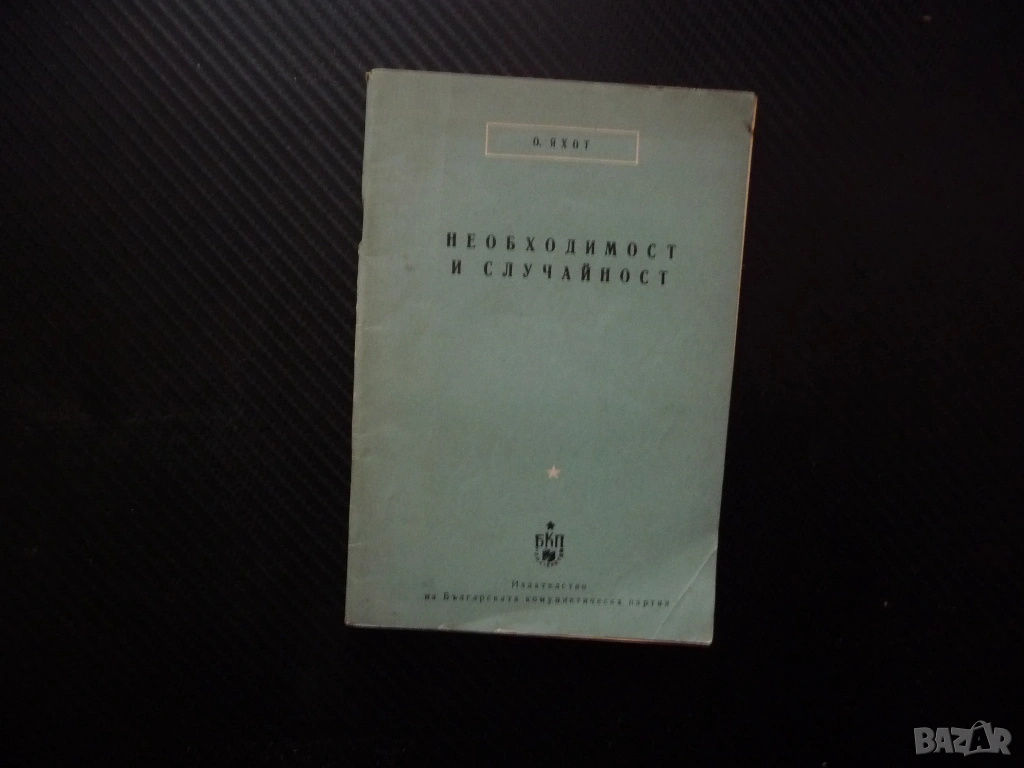 О. ЯХОТ
НЕОБХОДИМОСТ
И СЛУЧАЙНОСТ
БКП
Издателство
на Българската комунистическа партия
BAZAR